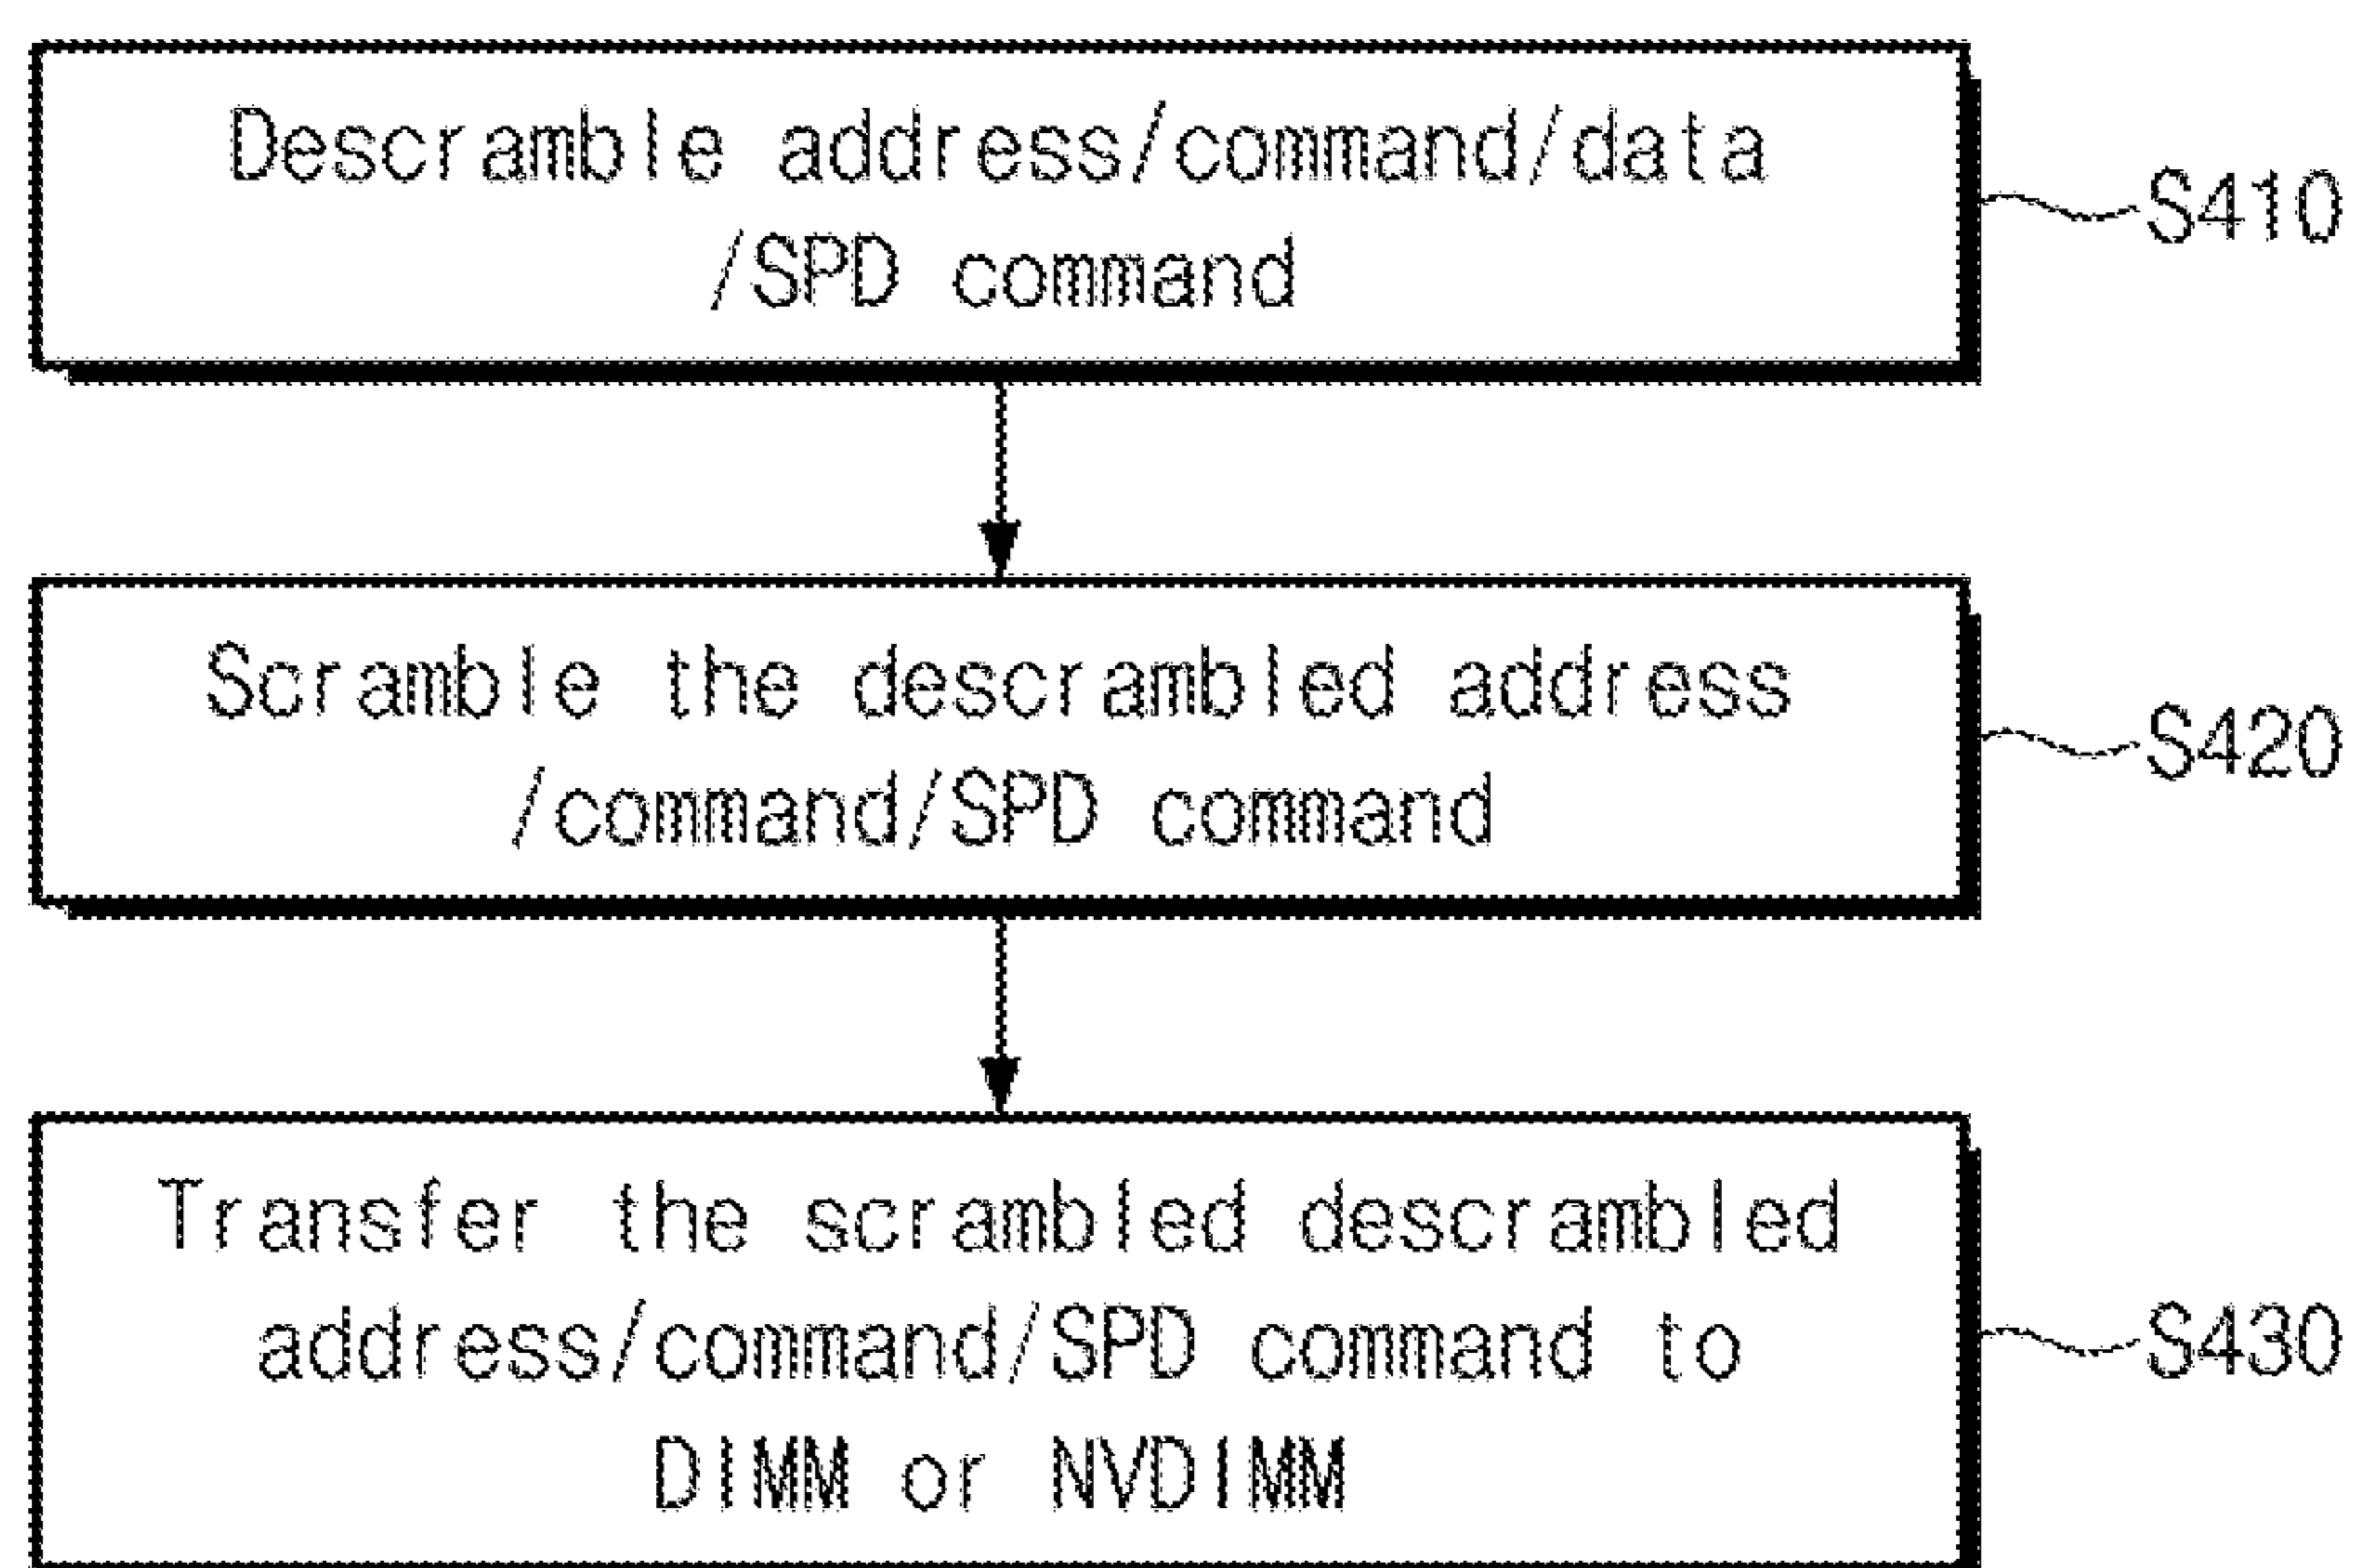 Descramble address/command/data
/SPD command
S410
Scramble the descrambled address
/command/SPD command
S420
Transfer the scrambled descrambled
address/command/SPD command to
DIMM or NVDIMM
S430